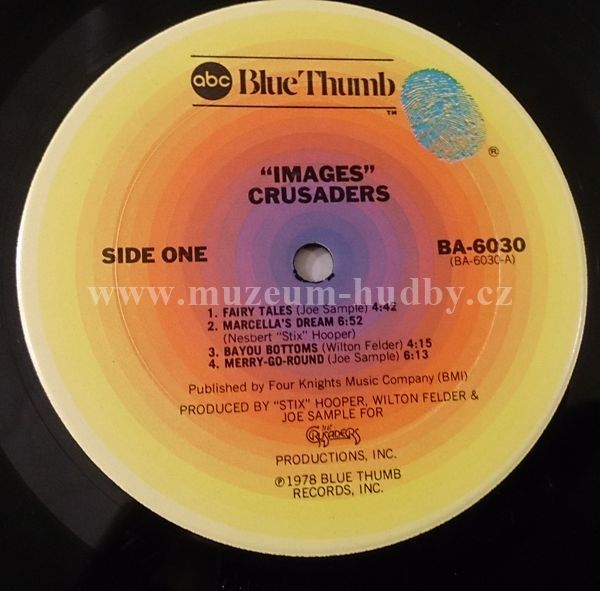 abc Blue Thumb ™
®
"IMAGES"
CRUSADERS
SIDE ONE
BA-6030
(BA-6030-A)
www.muzeum-hudby.cz
1. FAIRY TALES (Joe Sample) 4:42
2. MARCELLA'S DREAM 6:52
(Nesbert "Stix" Hooper)
3. BAYOU BOTTOMS (Wilton Felder) 4:15
4. MERRY-GO-ROUND (Joe Sample) 6:13
Published by Four Knights Music Company (BMI)
PRODUCED BY "STIX" HOOPER, WILTON FELDER &
JOE SAMPLE FOR
THE CRUSADERS
PRODUCTIONS, INC.
℗1978 BLUE THUMB
RECORDS, INC.